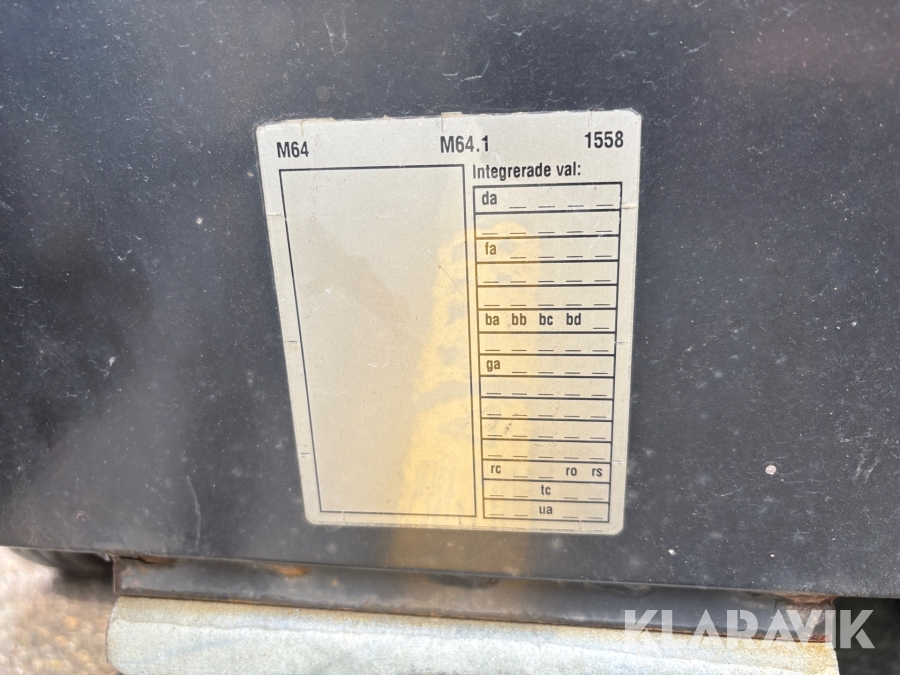 M64 M64.1 1558
Integrerade val:
da _ _ _ _
_ _ _ _ _
fa _ _ _ _
_ _ _ _ _
_ _ _ _ _
ba bb bc bd _
_ _ _ _ _
ga _ _ _ _
_ _ _ _ _
_ _ _ _ _
_ _ _ _ _
_ _ _ _ _
rc _ _ ro rs
_ _ tc _ _
_ _ ua _ _
KLARAVIK